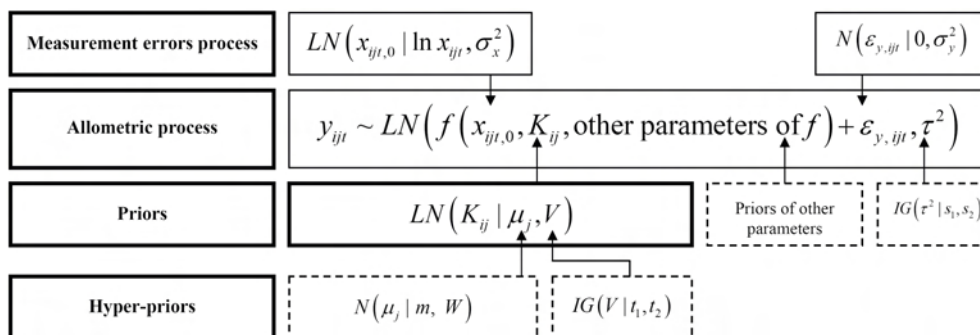 Measurement errors process
LN(x_{ijt,0} | ln x_{ijt}, σ_x^2)
N(ε_{y,ijt} | 0, σ_y^2)
Allometric process
y_{ijt} ~ LN(f(x_{ijt,0}, K_{ij}, other parameters of f) + ε_{y,ijt}, τ^2)
Priors
LN(K_{ij} | μ_j, V)
Priors of other
parameters
IG(τ^2 | s_1, s_2)
Hyper-priors
N(μ_j | m, W)
IG(V | t_1, t_2)